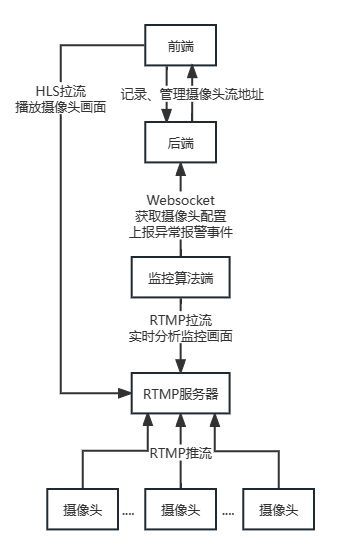 前端
HLS拉流
播放摄像头画面
记录、管理摄像头流地址
后端
Websocket
获取摄像头配置
上报异常报警事件
监控算法端
RTMP拉流
实时分析监控画面
RTMP服务器
RTMP推流
摄像头 .... 摄像头 .... 摄像头